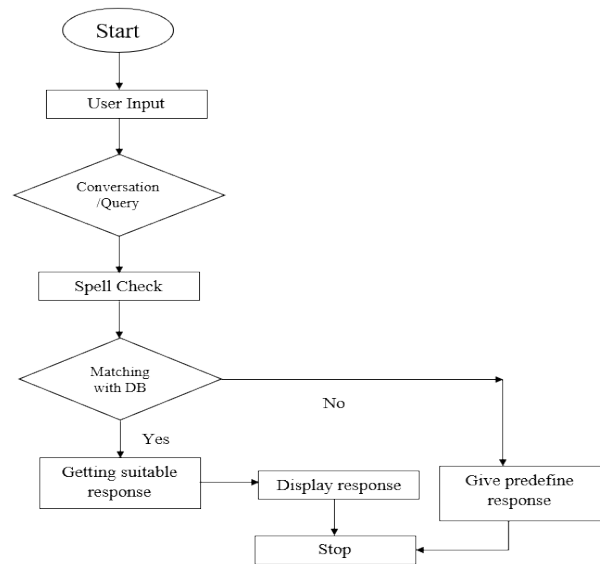 Start
User Input
Conversation
/Query
Spell Check
Matching
with DB
No
Yes
Getting suitable
response
Display response
Give predefine
response
Stop